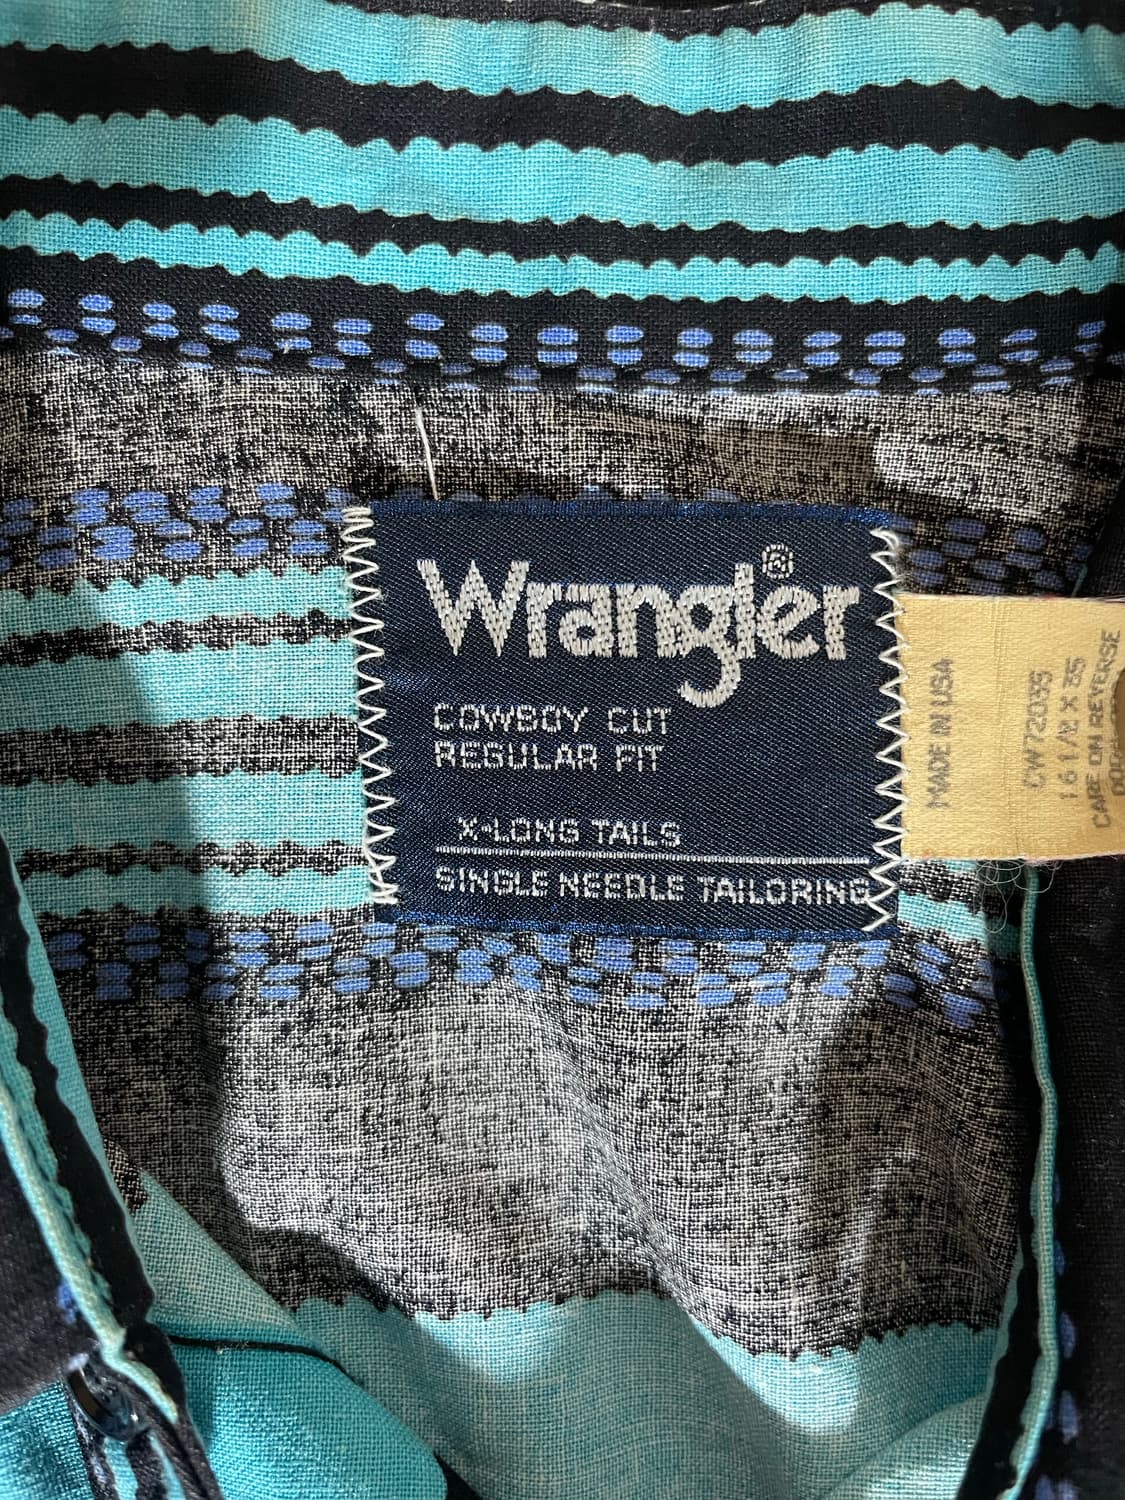 Wrangler®
COWBOY CUT
REGULAR FIT
X-LONG TAILS
SINGLE NEEDLE TAILORING
MADE IN USA
CW72035
16 1/2 X 35
CARE ON REVERSE